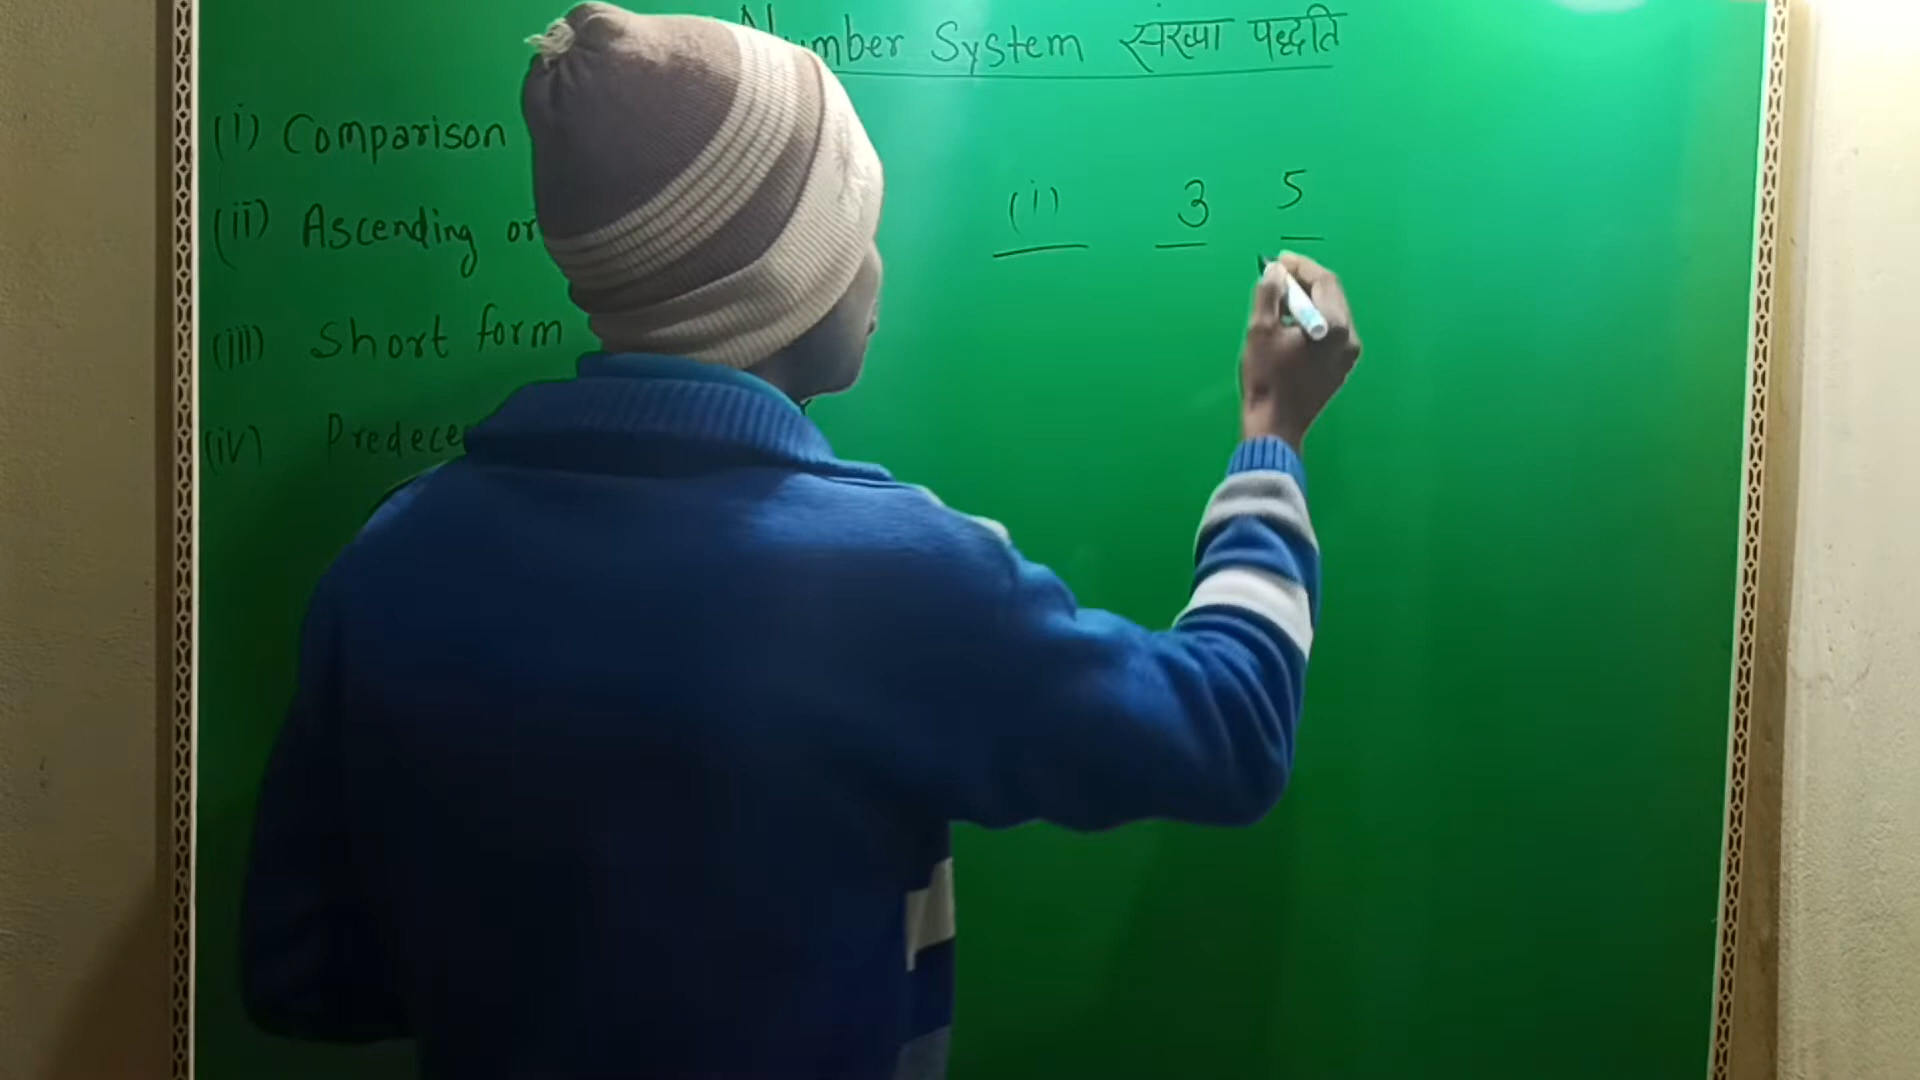 Number System संख्या पद्धति
(i) Comparison
(ii) Ascending or
(iii) Short form
(iv) Predece
(i) 3 5